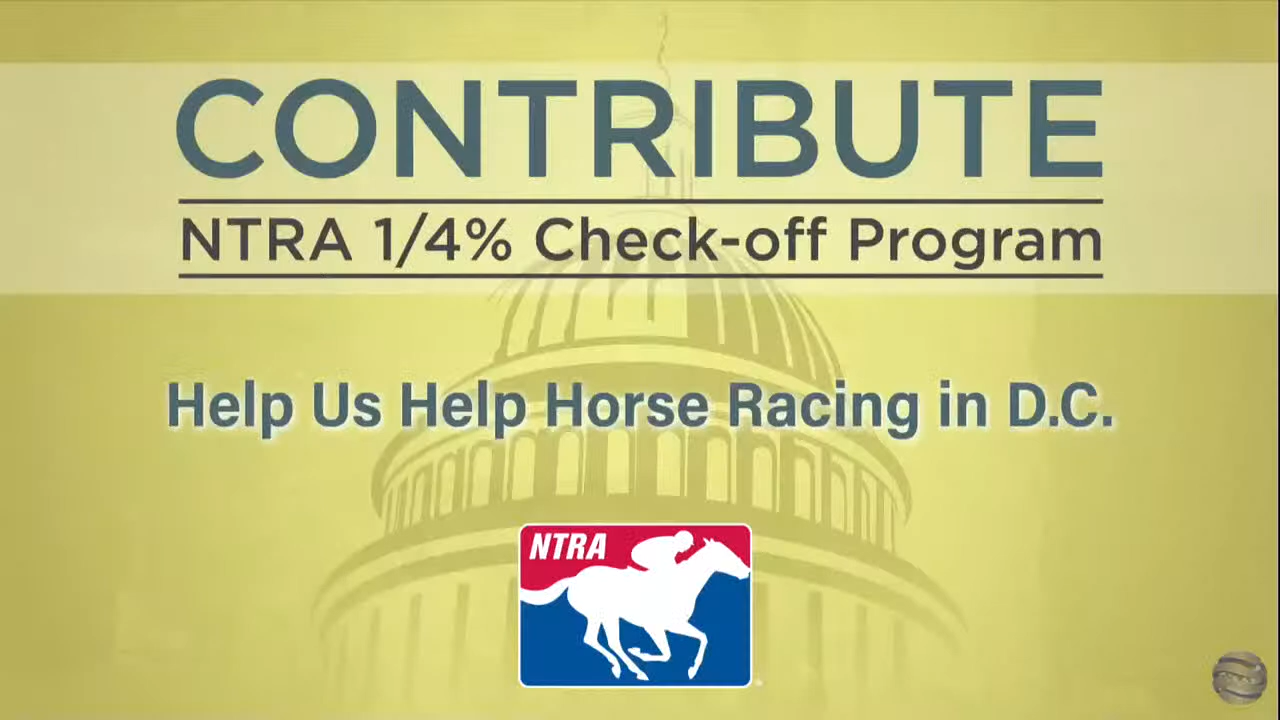 CONTRIBUTE
NTRA 1/4% Check-off Program
Help Us Help Horse Racing in D.C.
NTRA